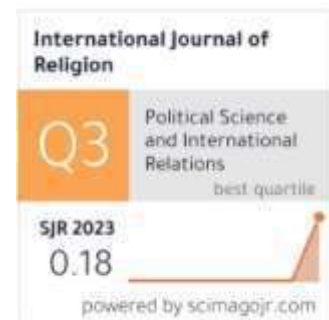 International Journal of
Religion
Q3
Political Science
and International
Relations
best quartile
SJR 2023
0.18
powered by scimagojr.com